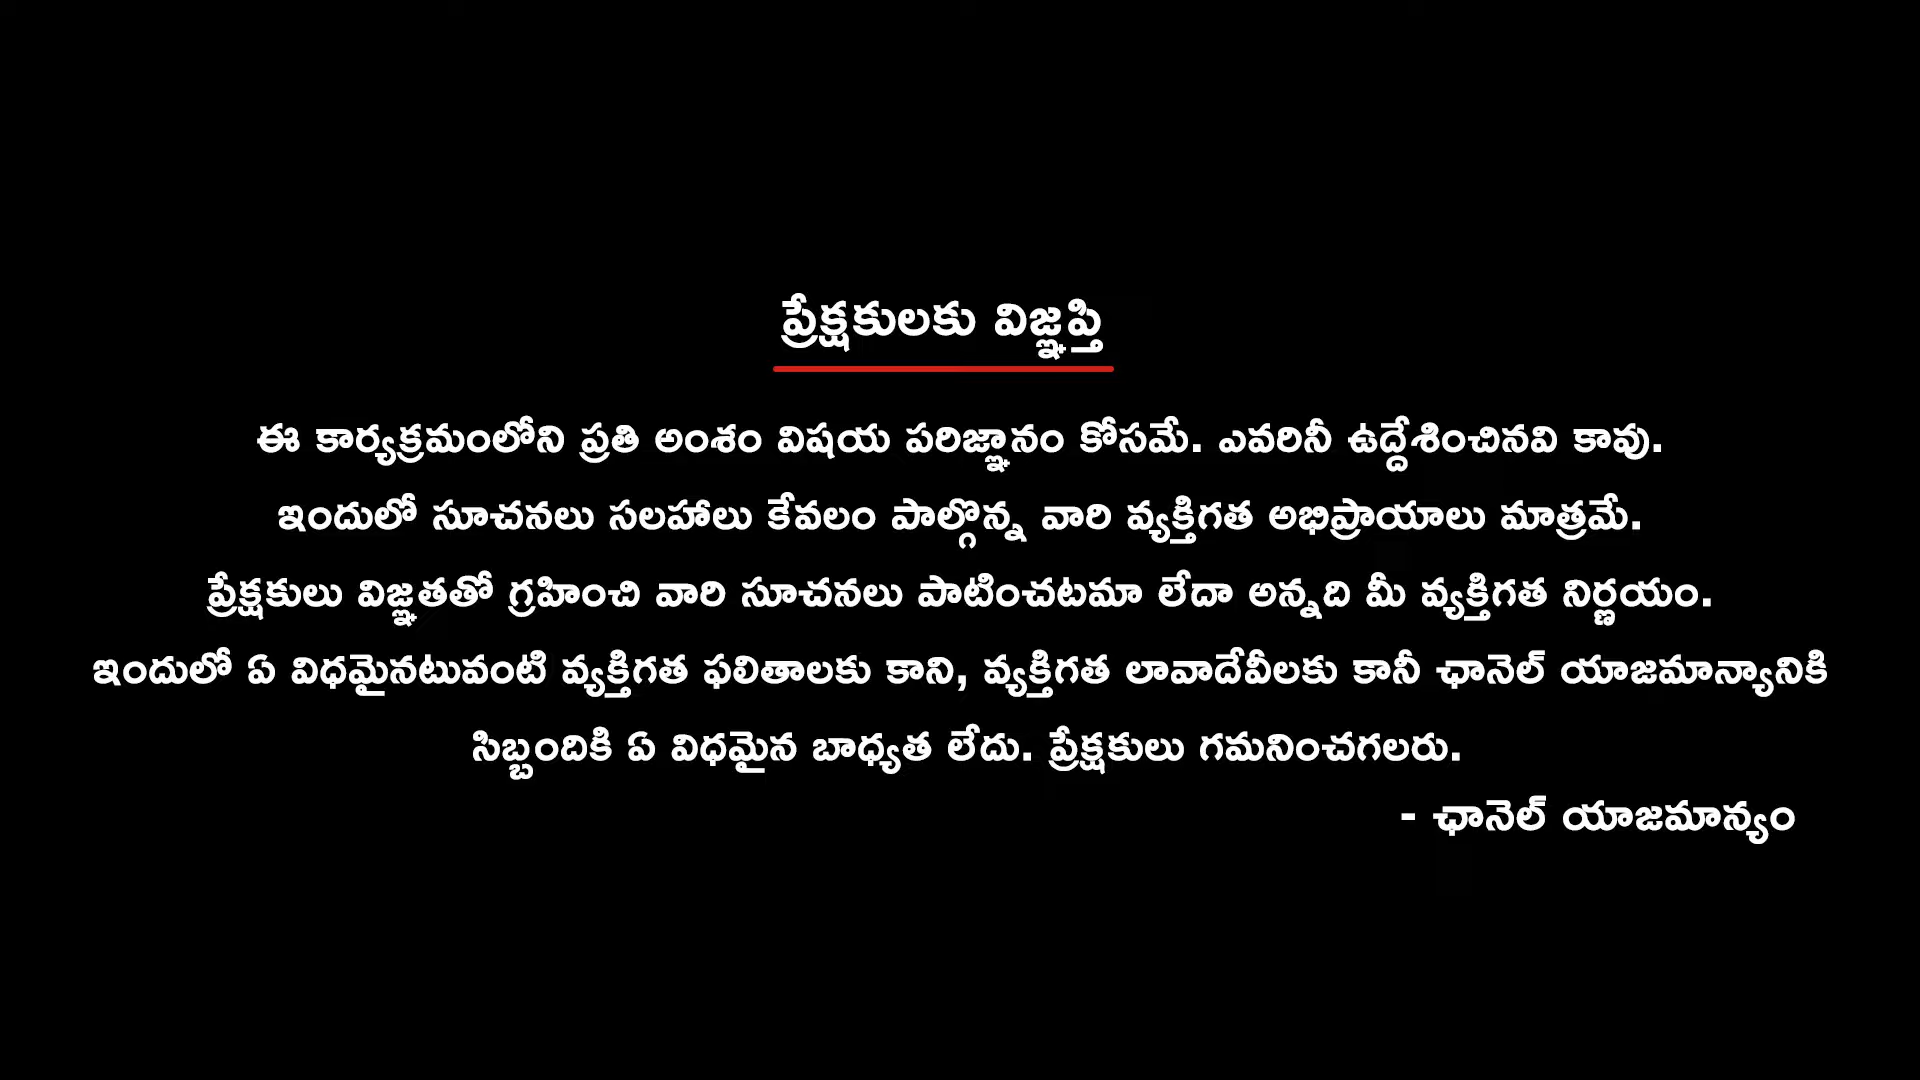 ప్రేక్షకులకు విజ్ఞప్తి
ఈ కార్యక్రమంలోని ప్రతి అంశం విషయ పరిజ్ఞానం కోసమే. ఎవరినీ ఉద్దేశించినవి కావు.
ఇందులో సూచనలు సలహాలు కేవలం పాల్గొన్న వారి వ్యక్తిగత అభిప్రాయాలు మాత్రమే.
ప్రేక్షకులు విజ్ఞతతో గ్రహించి వారి సూచనలు పాటించటమా లేదా అన్నది మీ వ్యక్తిగత నిర్ణయం.
ఇందులో ఏ విధమైనటువంటి వ్యక్తిగత ఫలితాలకు కాని, వ్యక్తిగత లావాదేవీలకు కానీ ఛానెల్ యాజమాన్యానికి
సిబ్బందికి ఏ విధమైన బాధ్యత లేదు. ప్రేక్షకులు గమనించగలరు.
- ఛానెల్ యాజమాన్యం